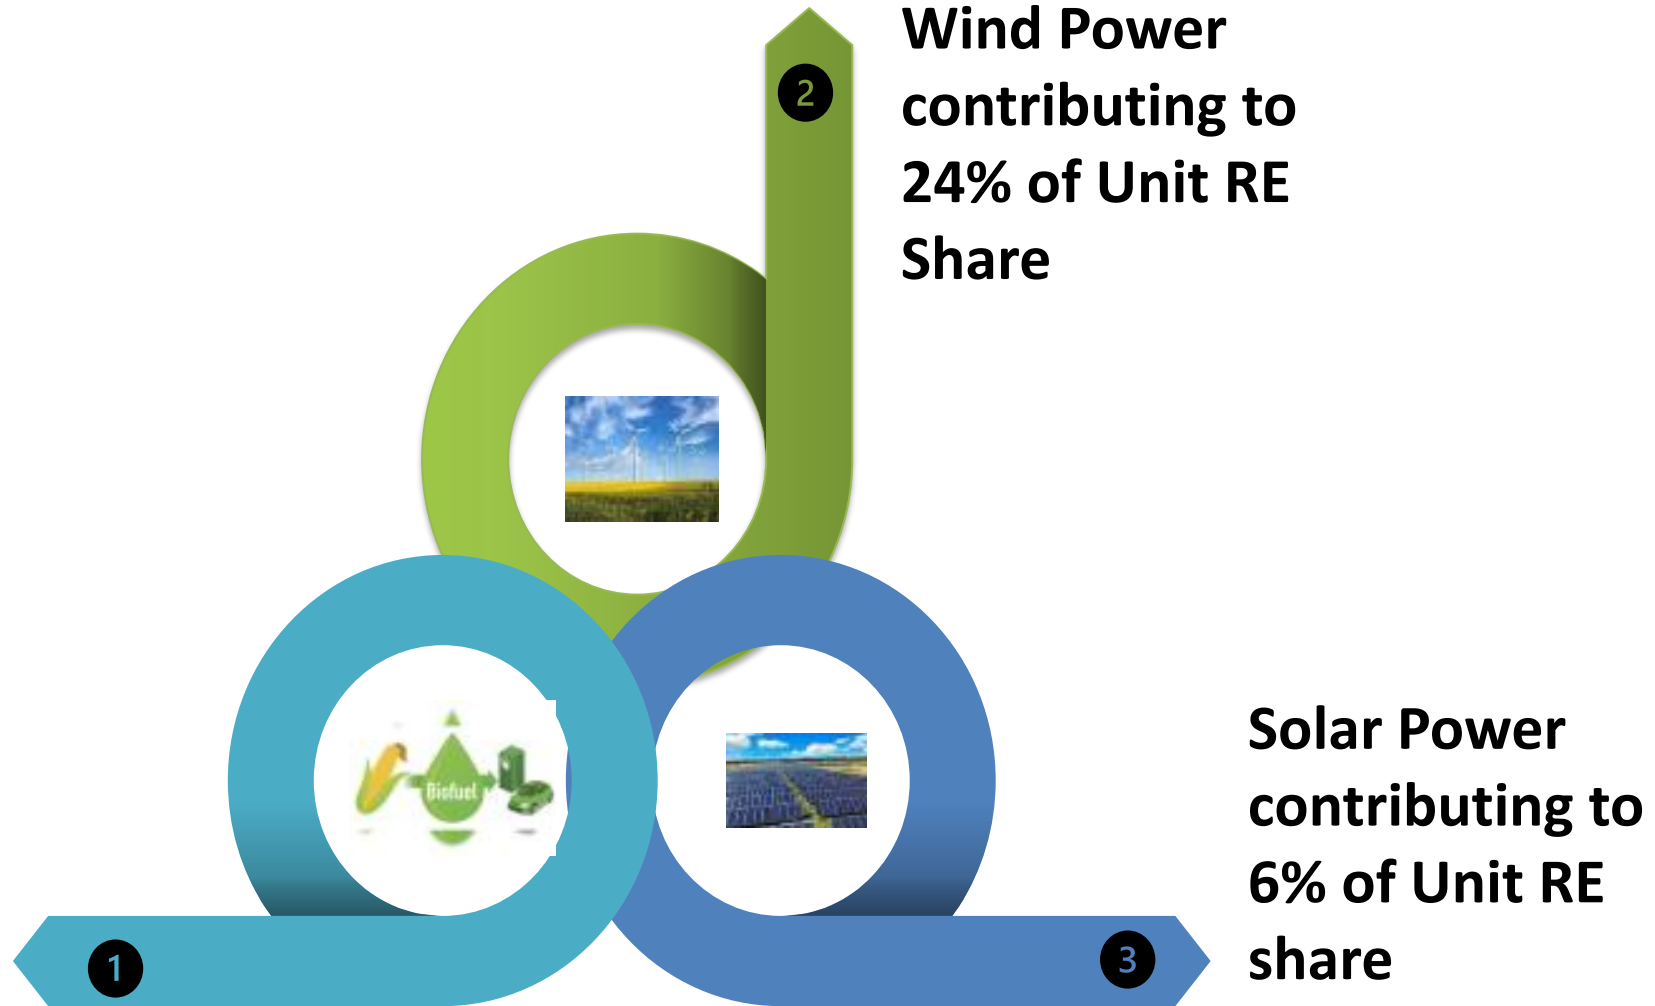 2
Wind Power
contributing to
24% of Unit RE
Share
Biofuel
1
3
Solar Power
contributing to
6% of Unit RE
share